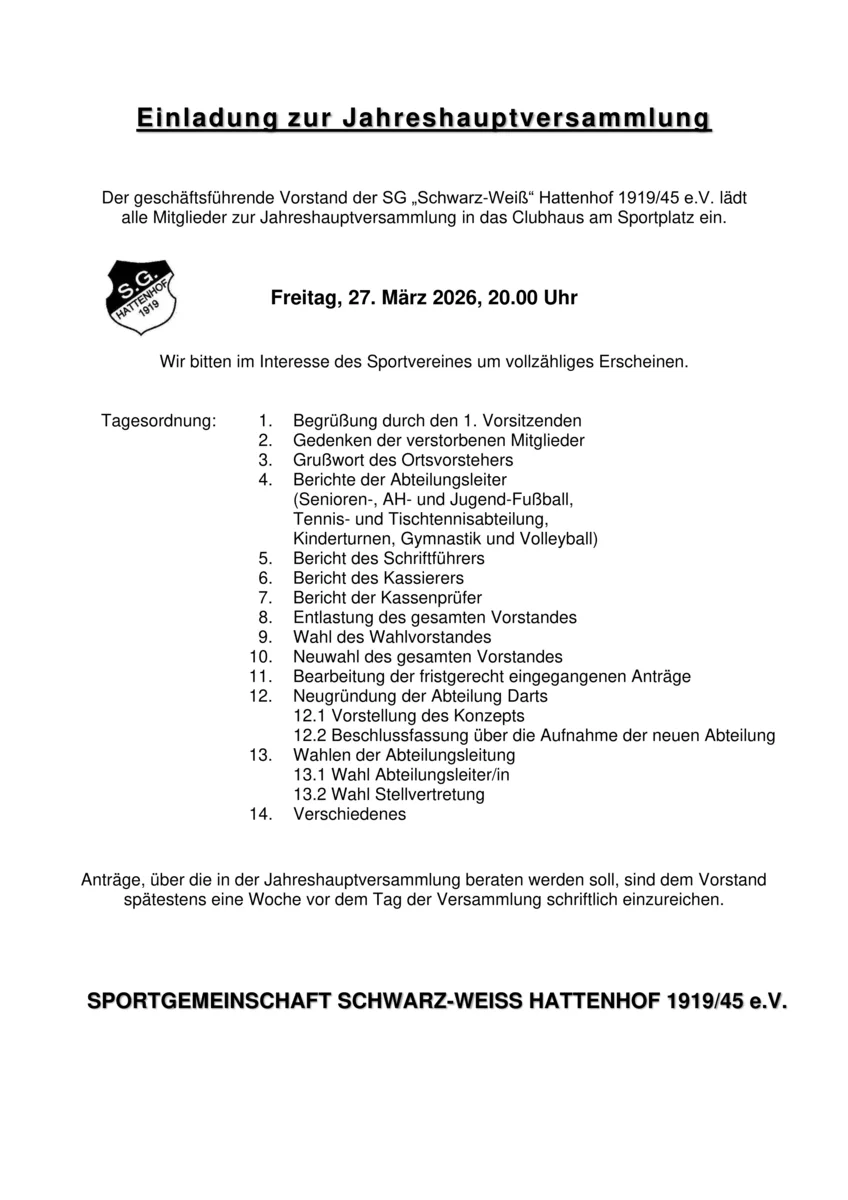 Einladung zur Jahreshauptversammlung
Der geschäftsführende Vorstand der SG „Schwarz-Weiß“ Hattenhof 1919/45 e.V. lädt
alle Mitglieder zur Jahreshauptversammlung in das Clubhaus am Sportplatz ein.
S.G.
HATTENHOF
1919
Freitag, 27. März 2026, 20.00 Uhr
Wir bitten im Interesse des Sportvereines um vollzähliges Erscheinen.
Tagesordnung: 1. Begrüßung durch den 1. Vorsitzenden
2. Gedenken der verstorbenen Mitglieder
3. Grußwort des Ortsvorstehers
4. Berichte der Abteilungsleiter
(Senioren-, AH- und Jugend-Fußball,
Tennis- und Tischtennisabteilung,
Kinderturnen, Gymnastik und Volleyball)
5. Bericht des Schriftführers
6. Bericht des Kassierers
7. Bericht der Kassenprüfer
8. Entlastung des gesamten Vorstandes
9. Wahl des Wahlvorstandes
10. Neuwahl des gesamten Vorstandes
11. Bearbeitung der fristgerecht eingegangenen Anträge
12. Neugründung der Abteilung Darts
12.1 Vorstellung des Konzepts
12.2 Beschlussfassung über die Aufnahme der neuen Abteilung
13. Wahlen der Abteilungsleitung
13.1 Wahl Abteilungsleiter/in
13.2 Wahl Stellvertretung
14. Verschiedenes
Anträge, über die in der Jahreshauptversammlung beraten werden soll, sind dem Vorstand
spätestens eine Woche vor dem Tag der Versammlung schriftlich einzureichen.
SPORTGEMEINSCHAFT SCHWARZ-WEISS HATTENHOF 1919/45 e.V.